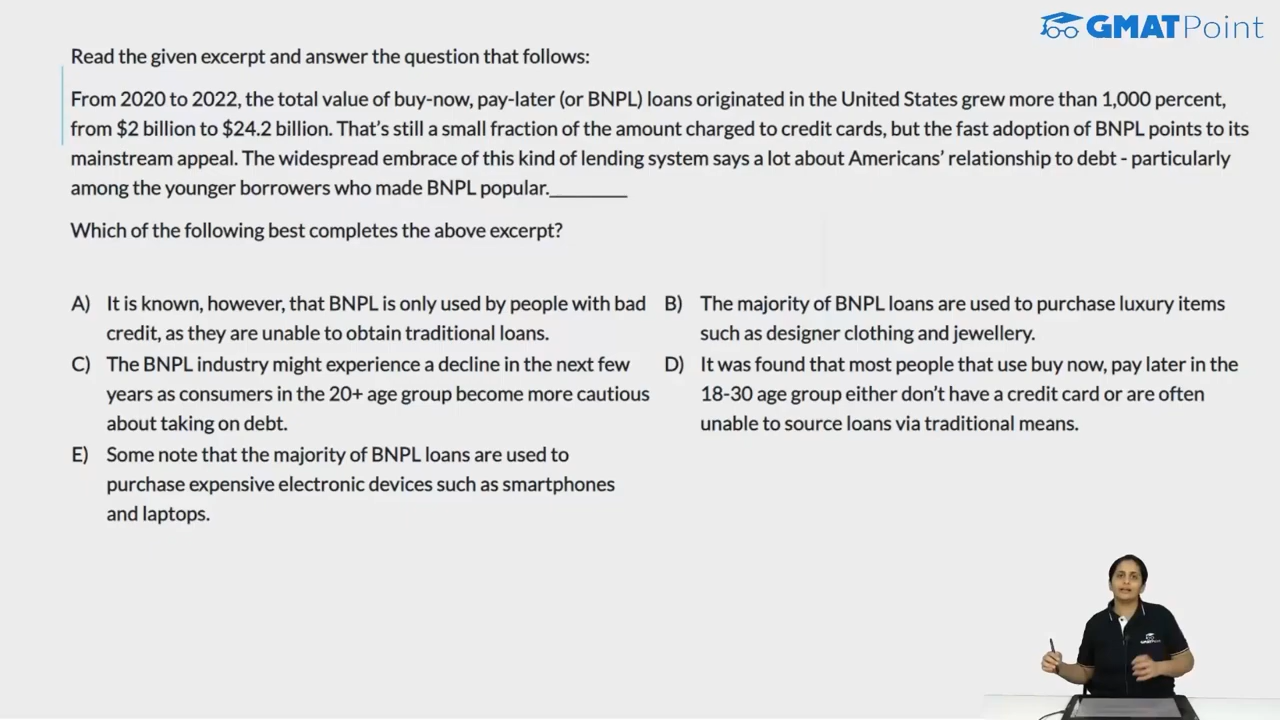 GMATPoint
Read the given excerpt and answer the question that follows:
From 2020 to 2022, the total value of buy-now, pay-later (or BNPL) loans originated in the United States grew more than 1,000 percent,
from $2 billion to $24.2 billion. That's still a small fraction of the amount charged to credit cards, but the fast adoption of BNPL points to its
mainstream appeal. The widespread embrace of this kind of lending system says a lot about Americans' relationship to debt - particularly
among the younger borrowers who made BNPL popular.________
Which of the following best completes the above excerpt?
A) It is known, however, that BNPL is only used by people with bad
credit, as they are unable to obtain traditional loans.
B) The majority of BNPL loans are used to purchase luxury items
such as designer clothing and jewellery.
C) The BNPL industry might experience a decline in the next few
years as consumers in the 20+ age group become more cautious
about taking on debt.
D) It was found that most people that use buy now, pay later in the
18-30 age group either don't have a credit card or are often
unable to source loans via traditional means.
E) Some note that the majority of BNPL loans are used to
purchase expensive electronic devices such as smartphones
and laptops.